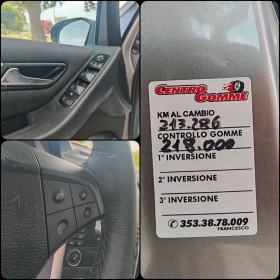 CENTRO
GOMME
KM AL CAMBIO
213.286
CONTROLLO GOMME
218.000
1° INVERSIONE
2° INVERSIONE
3° INVERSIONE
353.38.78.009
FRANCESCO